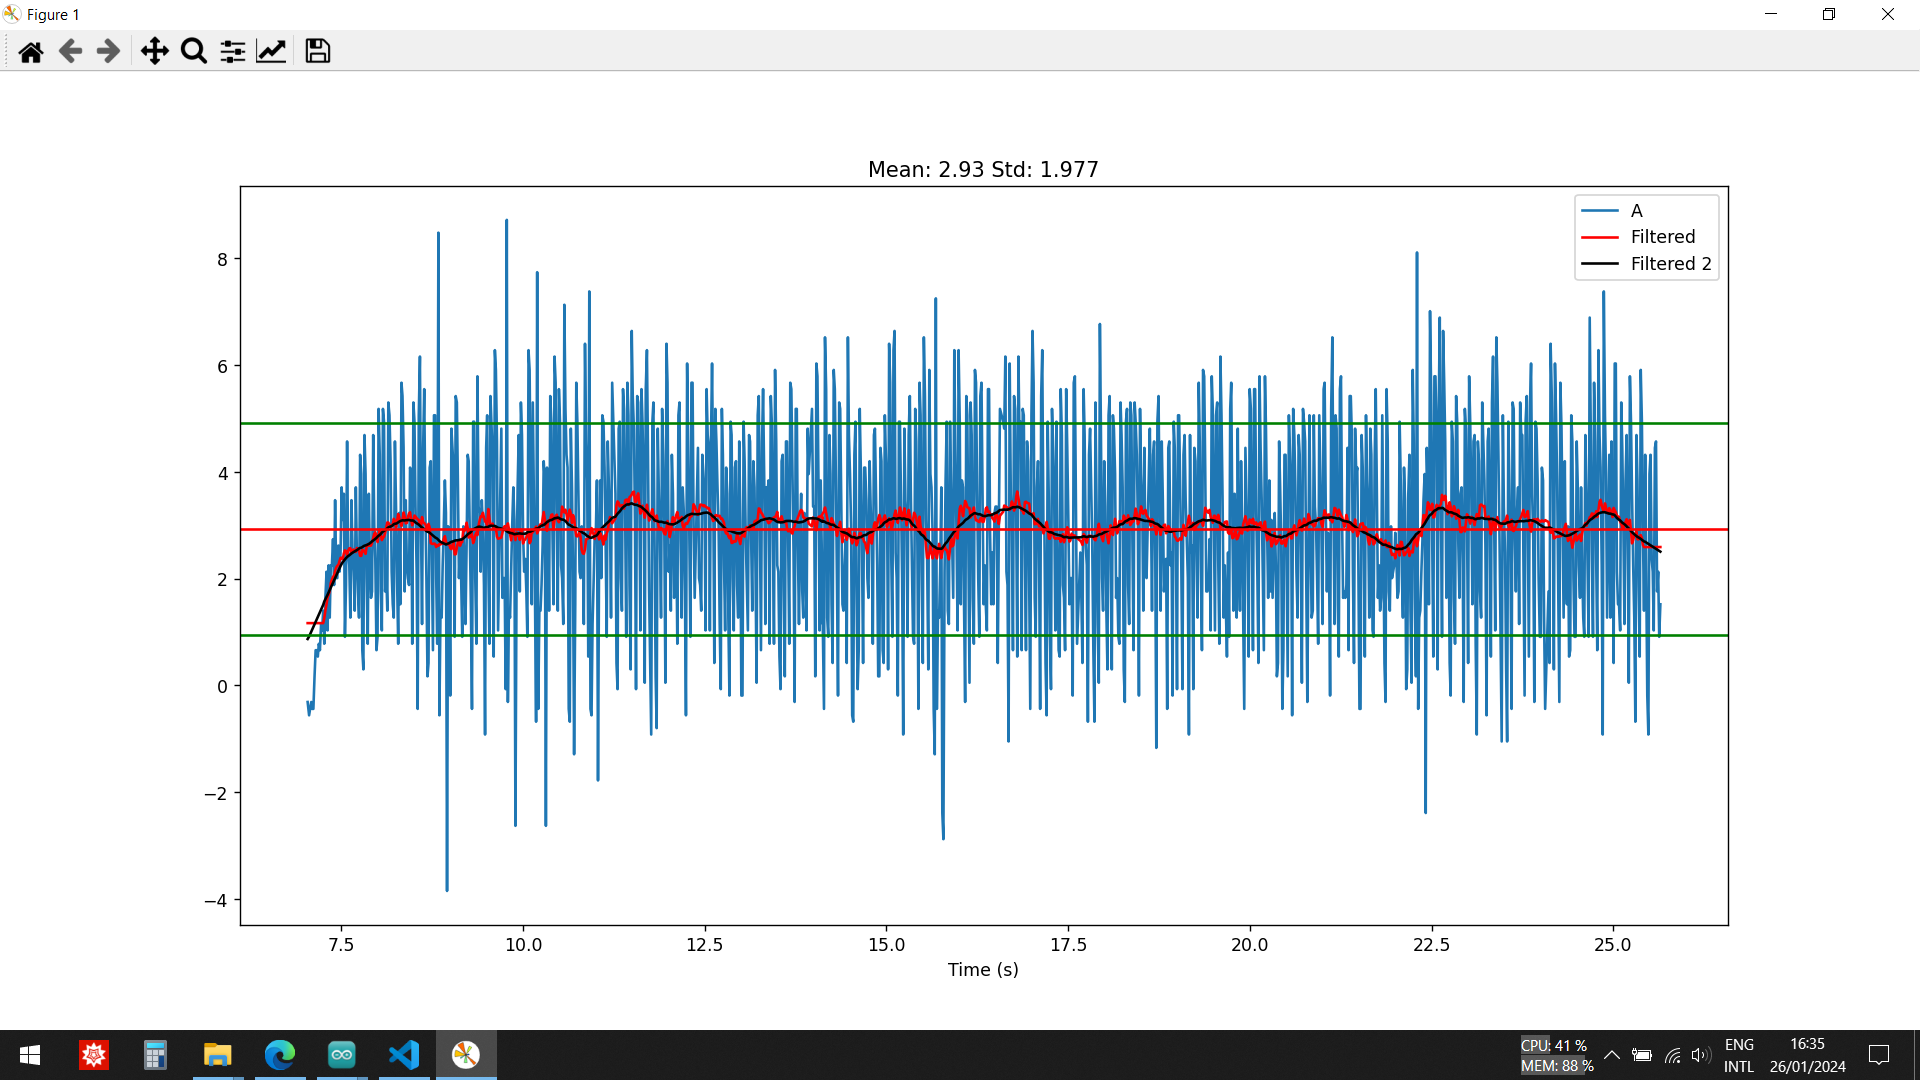 Figure 1
Mean: 2.93 Std: 1.977
A
Filtered
Filtered 2
8
6
4
2
0
−2
−4
7.5 10.0 12.5 15.0 17.5 20.0 22.5 25.0
Time (s)
CPU: 41 %
MEM: 88 %
ENG
INTL
16:35
26/01/2024